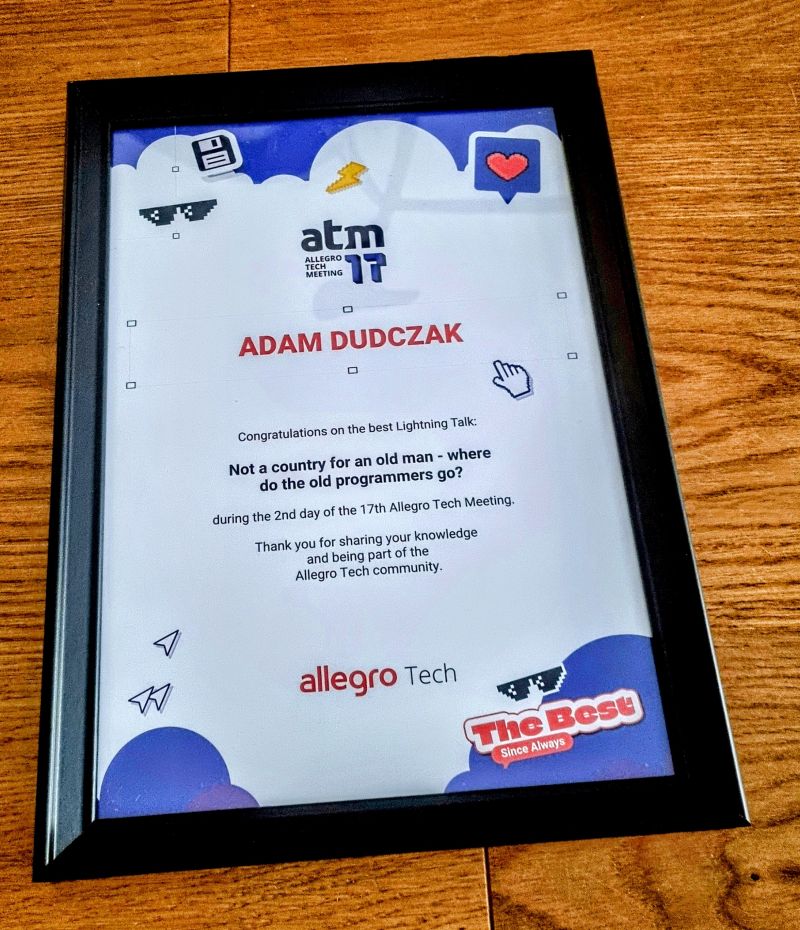 atm
ALLEGRO
TECH
MEETING 17
ADAM DUDCZAK
Congratulations on the best Lightning Talk:
Not a country for an old man - where
do the old programmers go?
during the 2nd day of the 17th Allegro Tech Meeting.
Thank you for sharing your knowledge
and being part of the
Allegro Tech community.
allegro Tech
The Best
Since Always